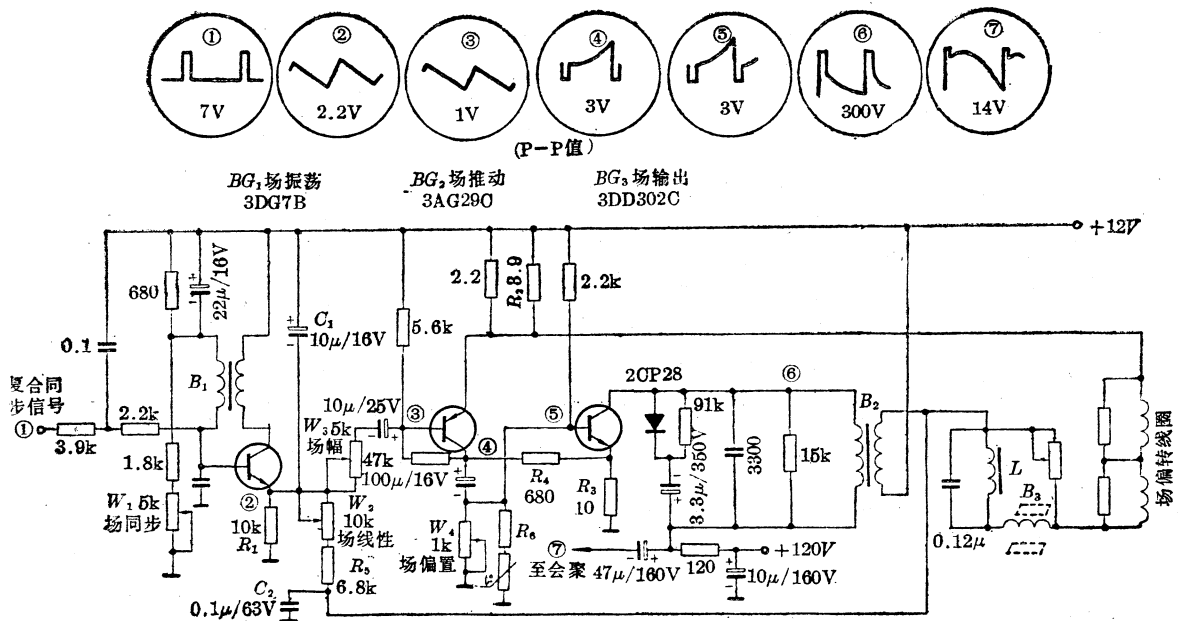 ① ② ③ ④ ⑤ ⑥ ⑦
7V 2.2V 1V 3V 3V 300V 14V
(P-P值)
BG₁场振荡 BG₂场推动 BG₃场输出
3DG7B 3AG29C 3DD302C
+12V
680
22μ/16V
C₁
10μ/16V
5.6k
2.2
R₂ 3.9
2.2k
0.1
B₁
复合同
步信号
①
3.9k
2.2k
1.8k
W₁ 5k
场同步
②
10k
R₁
W₃ 5k
场幅
10μ/25V
③
47k
100μ/16V
④
W₂
10k
场线性
R₅
6.8k
C₂
0.1μ/63V
W₄
1k
场偏置
R₆
R₄
680
⑤
R₃
10
2CP28
91k
3.3μ/350V
3300
⑥
15k
B₂
⑦
至会聚
47μ/160V
120
+120V
10μ/160V
0.12μ
L
B₃
场偏转线圈